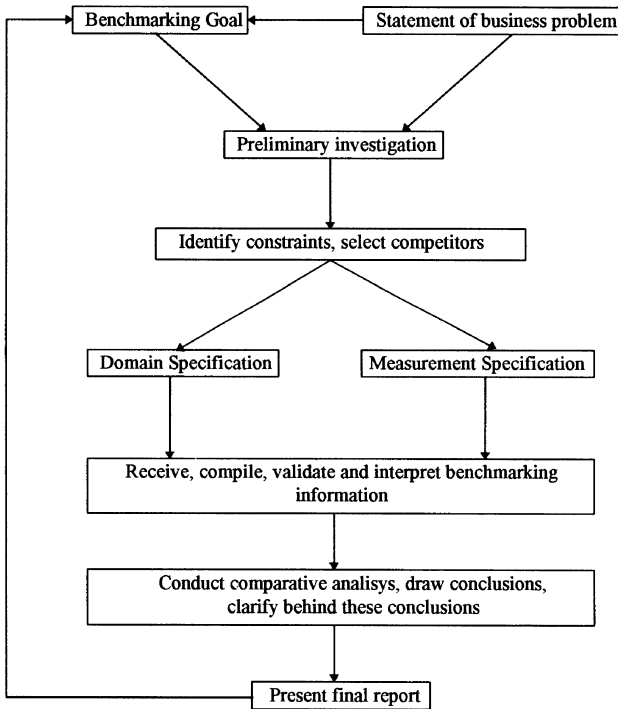 Benchmarking Goal
Statement of business problem
Preliminary investigation
Identify constraints, select competitors
Domain Specification
Measurement Specification
Receive, compile, validate and interpret benchmarking
information
Conduct comparative analisys, draw conclusions,
clarify behind these conclusions
Present final report